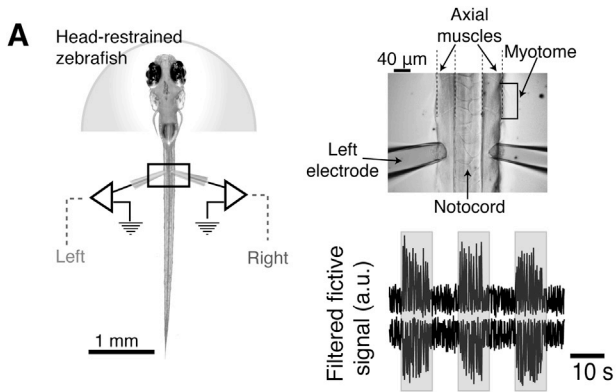 A
Head-restrained
zebrafish
Left
Right
1 mm
Axial
muscles
Myotome
40 µm
Left
electrode
Notocord
Filtered fictive
signal (a.u.)
10 s